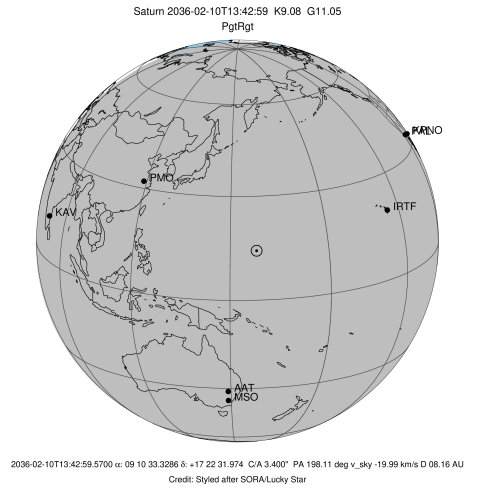 Saturn 2036-02-10T13:42:59 K9.08 G11.05
PgtRgt
KPNO
PMO
KAV
IRTF
AAT
MSO
2036-02-10T13:42:59.5700 α: 09 10 33.3286 δ: +17 22 31.974 C/A 3.400" PA 198.11 deg v_sky -19.99 km/s D 08.16 AU
Credit: Styled after SORA/Lucky Star